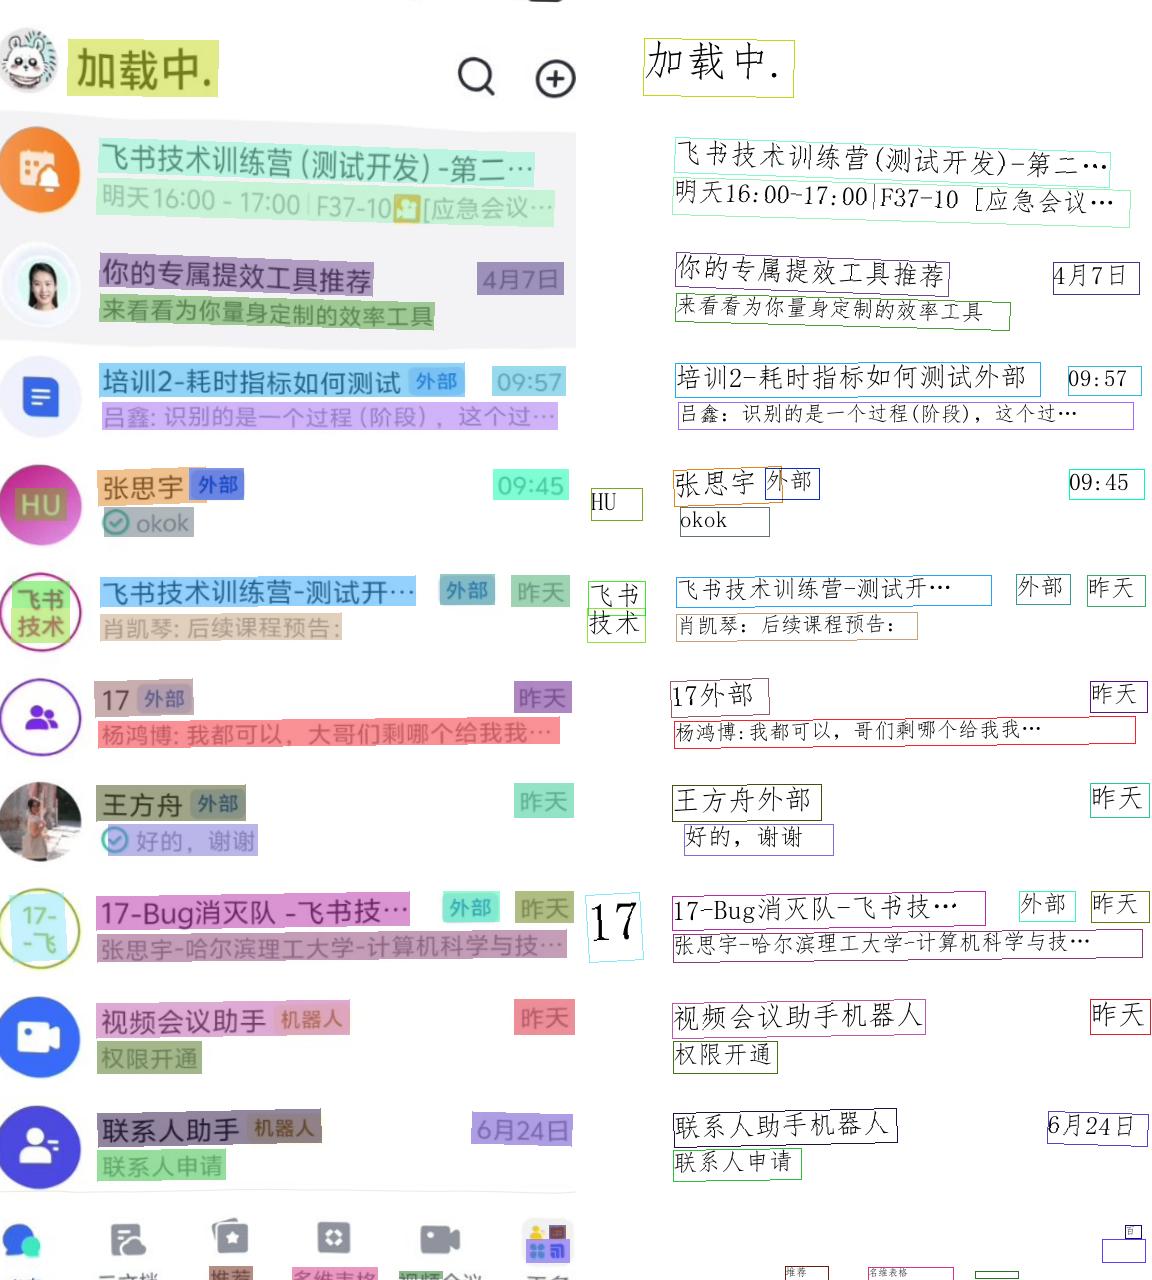 加载中.
加载中.
飞书技术训练营 (测试开发) -第二···
飞书技术训练营(测试开发)-第二···
明天16:00 - 17:00 | F37-10 [应急会议···
明天16:00~17:00|F37-10 [应急会议···
你的专属提效工具推荐 4月7日
你的专属提效工具推荐 4月7日
来看看为你量身定制的效率工具
来看看为你量身定制的效率工具
培训2-耗时指标如何测试 外部 09:57
培训2-耗时指标如何测试外部 09:57
吕鑫: 识别的是一个过程 (阶段) ，这个过···
吕鑫: 识别的是一个过程(阶段)，这个过···
HU 张思宇 外部 09:45
HU 张思宇 外部 09:45
okok
okok
飞书
技术
飞书技术训练营-测试开··· 外部 昨天
飞书
技术
飞书技术训练营-测试开··· 外部 昨天
肖凯琴: 后续课程预告:
肖凯琴: 后续课程预告:
17 外部 昨天
17外部 昨天
杨鸿博: 我都可以，大哥们剩哪个给我我···
杨鸿博:我都可以，哥们剩哪个给我我···
王方舟 外部 昨天
王方舟外部 昨天
好的，谢谢
好的，谢谢
17-
-飞
17-Bug消灭队 -飞书技··· 外部 昨天
17
17-Bug消灭队-飞书技··· 外部 昨天
张思宇-哈尔滨理工大学-计算机科学与技···
张思宇-哈尔滨理工大学-计算机科学与技···
视频会议助手 机器人 昨天
视频会议助手机器人 昨天
权限开通
权限开通
联系人助手 机器人 6月24日
联系人助手机器人 6月24日
联系人申请
联系人申请
推荐